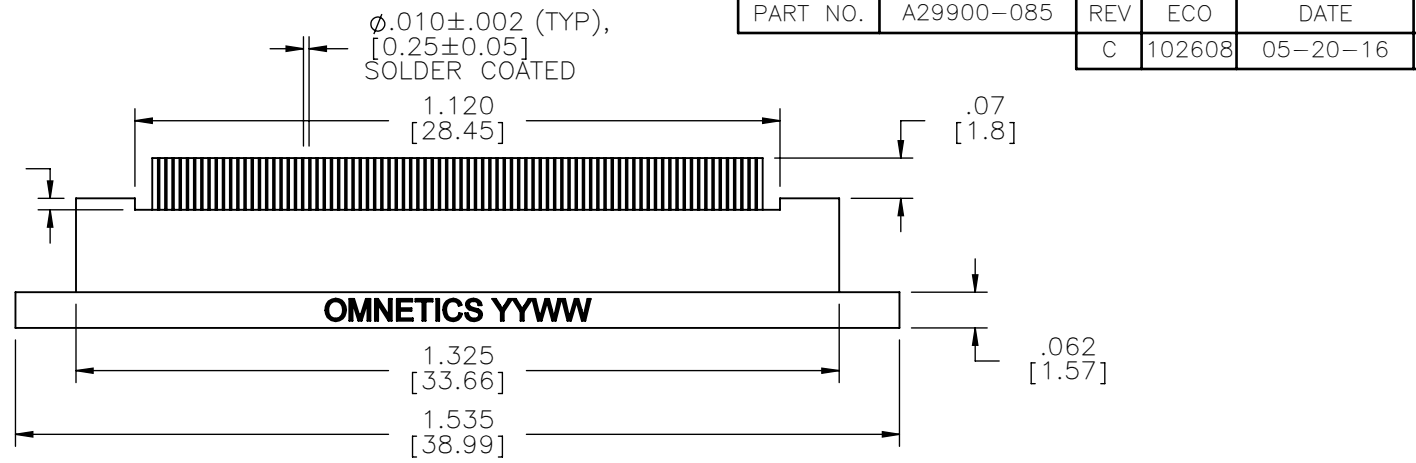 PART NO. A29900-085 REV ECO DATE
C 102608 05-20-16
⌀.010±.002 (TYP),
[0.25±0.05]
SOLDER COATED
1.120
[28.45]
.07
[1.8]
OMNETICS YYWW
.062
[1.57]
1.325
[33.66]
1.535
[38.99]